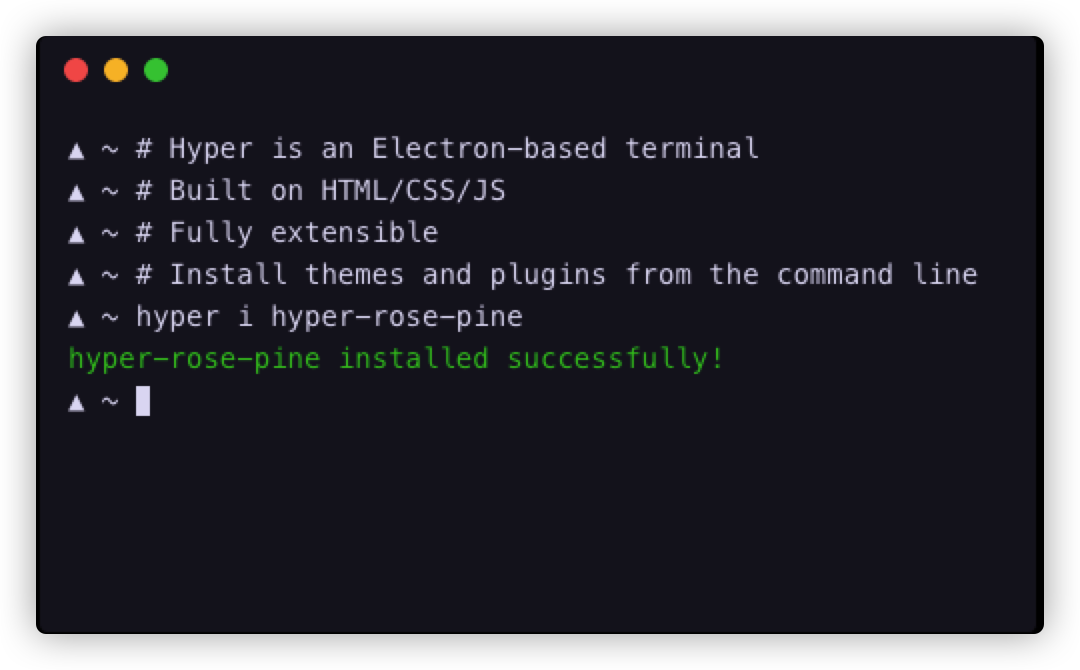 ▲ ~ # Hyper is an Electron-based terminal
▲ ~ # Built on HTML/CSS/JS
▲ ~ # Fully extensible
▲ ~ # Install themes and plugins from the command line
▲ ~ hyper i hyper-rose-pine
hyper-rose-pine installed successfully!
▲ ~